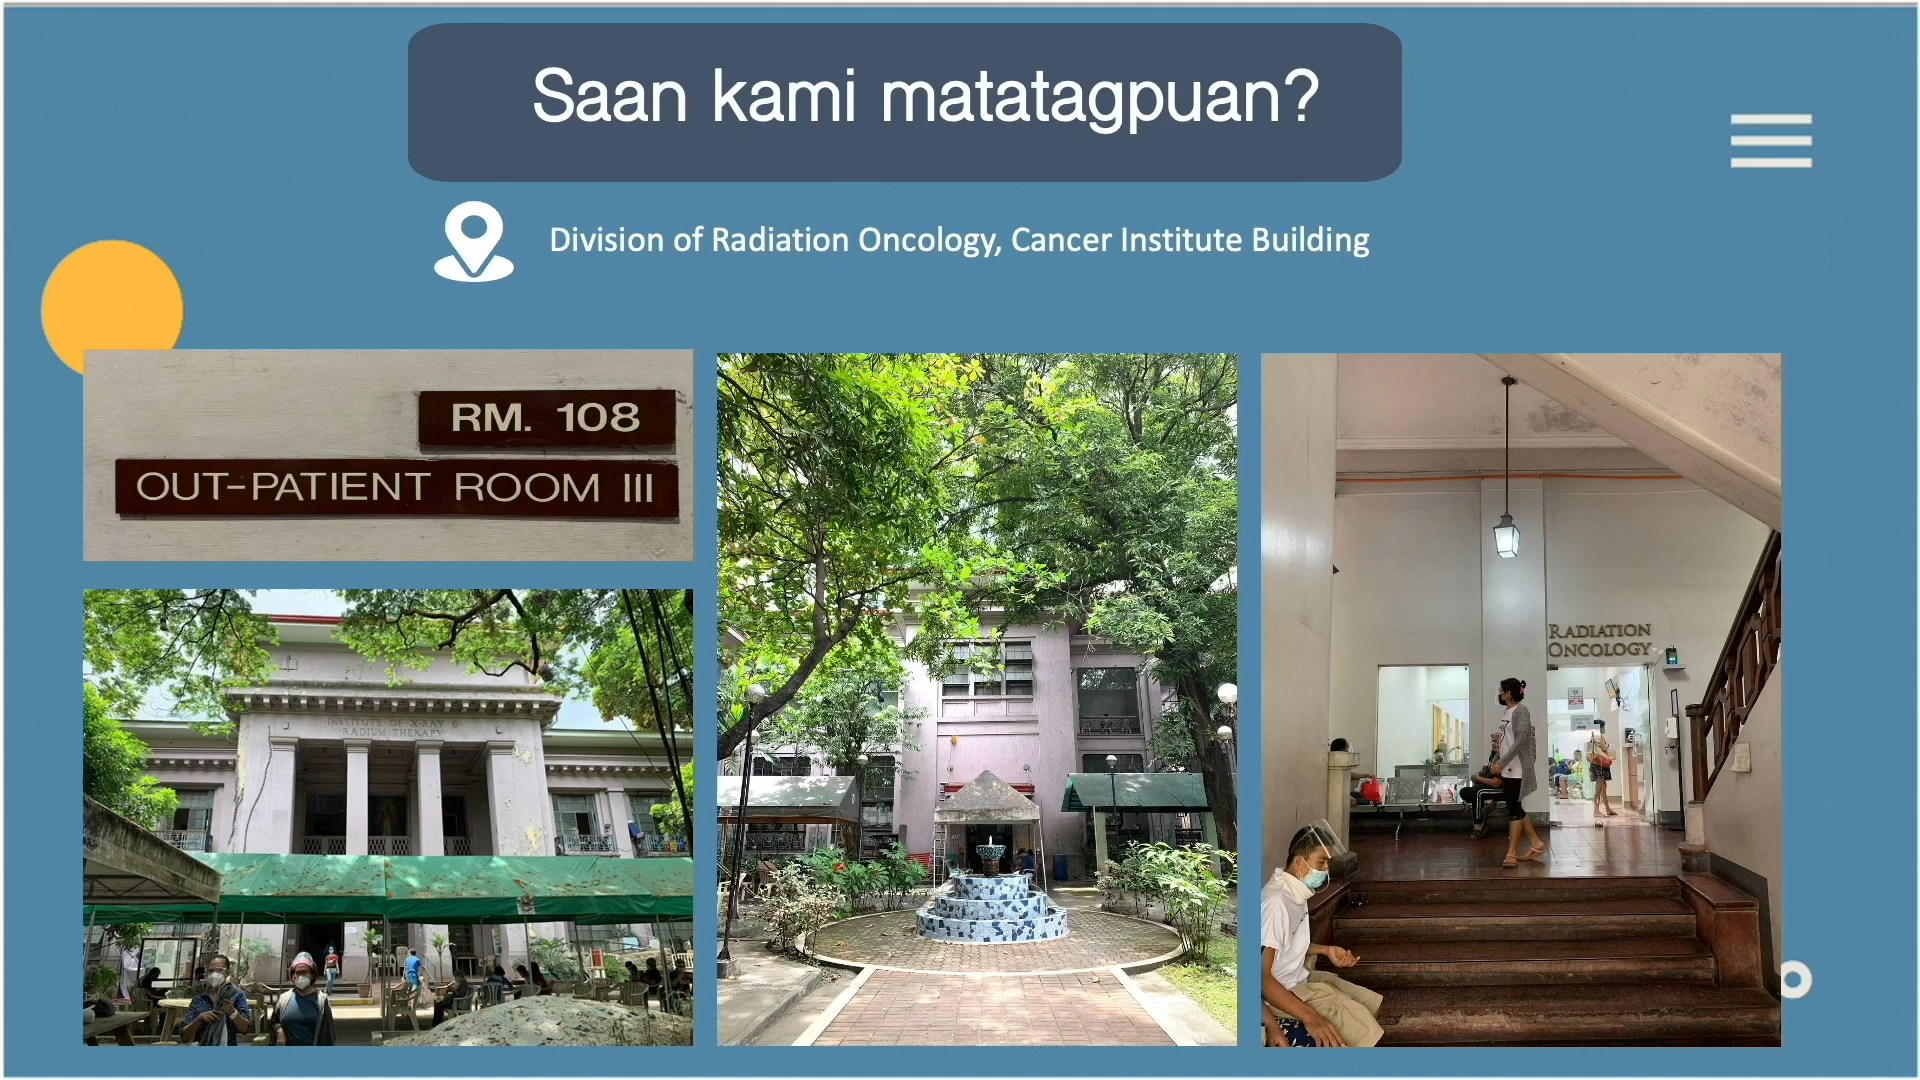 Saan kami matatagpuan?
Division of Radiation Oncology, Cancer Institute Building
RM. 108
OUT-PATIENT ROOM III
INSTITUTE OF X-RAY &
RADIUM THERAPY
RADIATION
ONCOLOGY